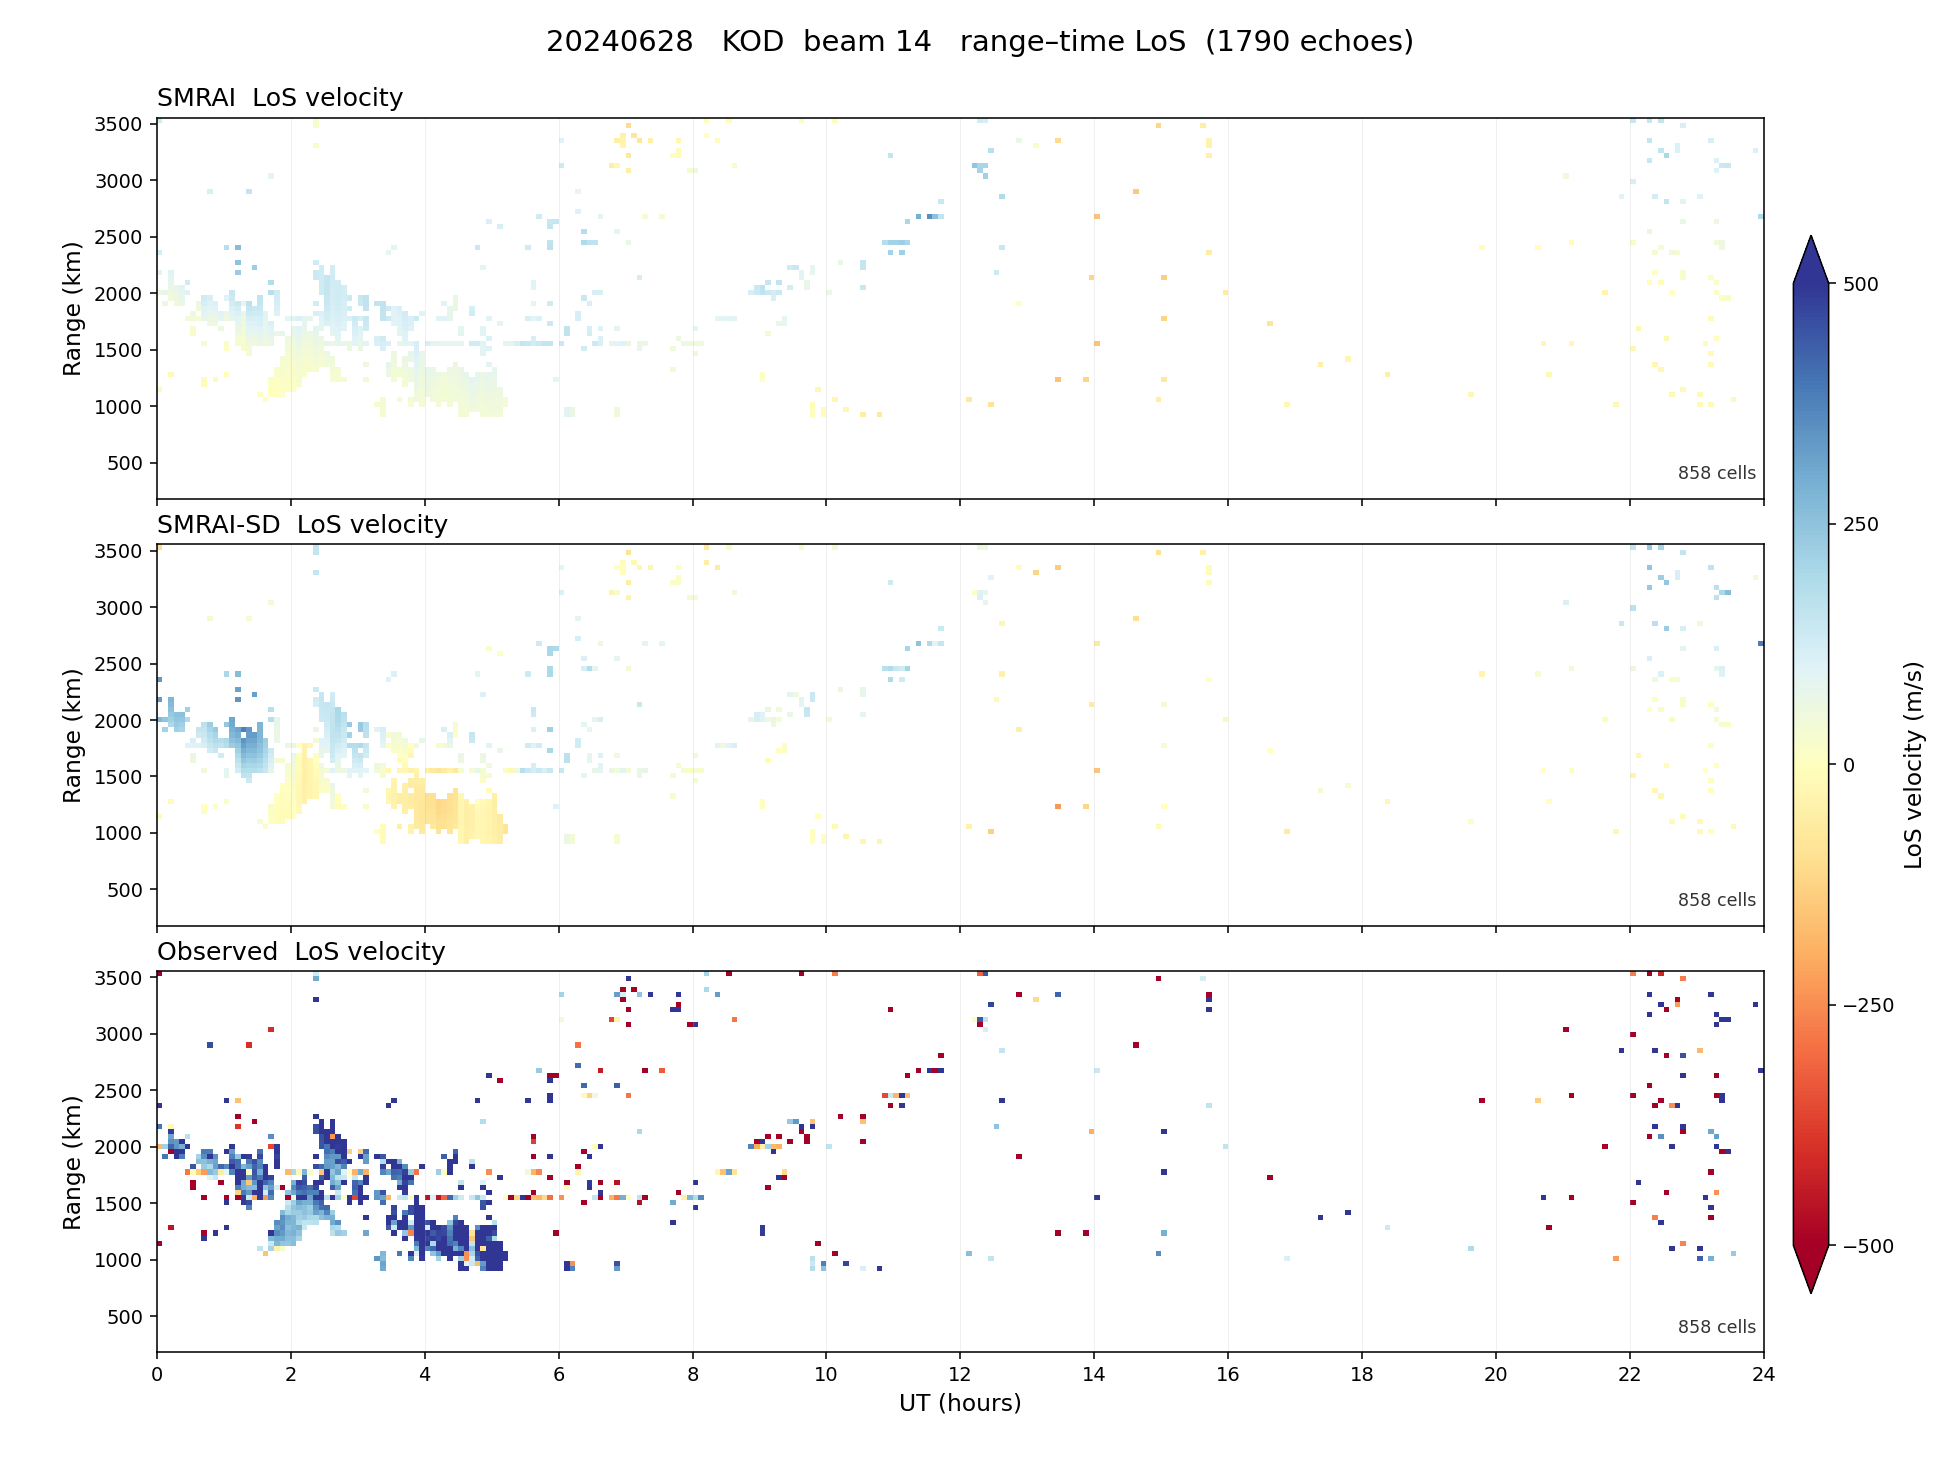 20240628   KOD  beam 14   range–time LoS  (1790 echoes)
SMRAI  LoS velocity
3500
3000
2500
2000
1500
1000
500
Range (km)
858 cells
SMRAI-SD  LoS velocity
3500
3000
2500
2000
1500
1000
500
Range (km)
858 cells
Observed  LoS velocity
3500
3000
2500
2000
1500
1000
500
Range (km)
858 cells
0 2 4 6 8 10 12 14 16 18 20 22 24
UT (hours)
500
250
0
−250
−500
LoS velocity (m/s)